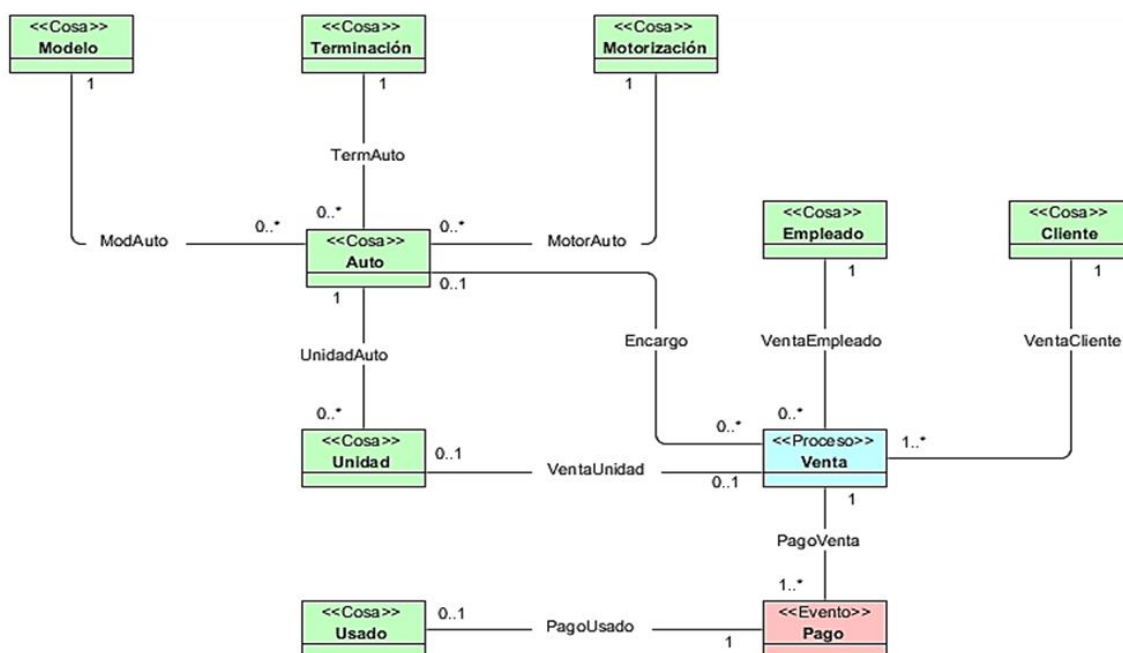 <<Cosa>>
Modelo
1
<<Cosa>>
Terminación
1
<<Cosa>>
Motorización
1
TermAuto
0..*
0..*
0..*
ModAuto
MotorAuto
<<Cosa>>
Auto
1
0..1
<<Cosa>>
Empleado
1
<<Cosa>>
Cliente
1
UnidadAuto
Encargo
VentaEmpleado
VentaCliente
0..*
0..*
0..*
1..*
<<Cosa>>
Unidad
0..1
VentaUnidad
0..1
<<Proceso>>
Venta
1
PagoVenta
1..*
<<Cosa>>
Usado
0..1
PagoUsado
1
<<Evento>>
Pago